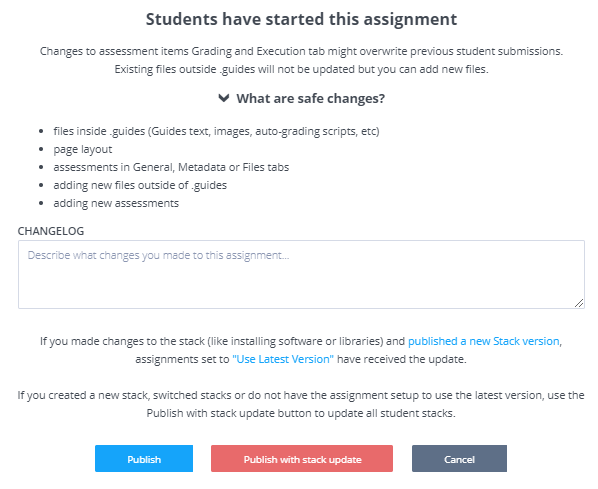 Students have started this assignment
Changes to assessment items Grading and Execution tab might overwrite previous student submissions.
Existing files outside .guides will not be updated but you can add new files.
What are safe changes?
files inside .guides (Guides text, images, auto-grading scripts, etc)
page layout
assessments in General, Metadata or Files tabs
adding new files outside of .guides
adding new assessments
CHANGELOG
Describe what changes you made to this assignment...
If you made changes to the stack (like installing software or libraries) and published a new Stack version,
assignments set to "Use Latest Version" have received the update.
If you created a new stack, switched stacks or do not have the assignment setup to use the latest version, use the
Publish with stack update button to update all student stacks.
Publish
Publish with stack update
Cancel